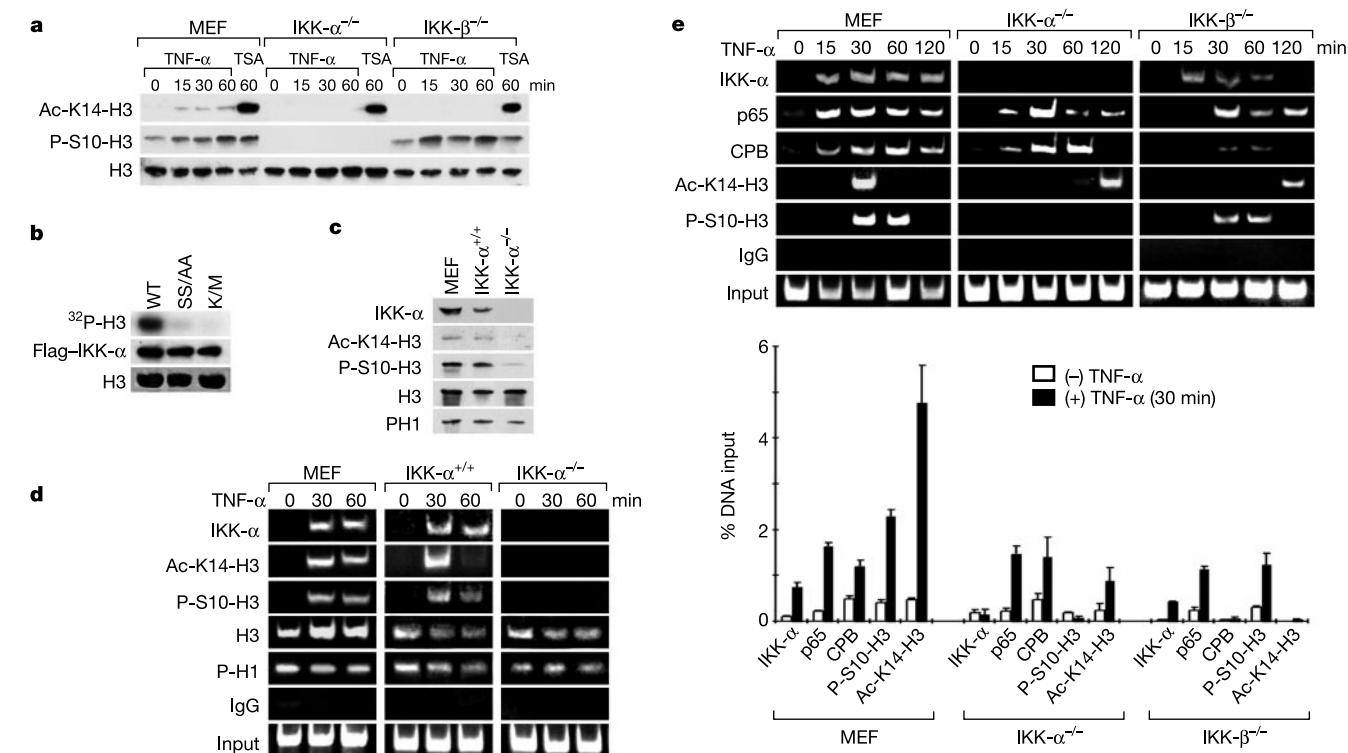 a
MEF IKK-α−/− IKK-β−/−
TNF-α TSA TNF-α TSA TNF-α TSA
0 15 30 60 60 0 15 30 60 60 0 15 30 60 60 min
Ac-K14-H3
P-S10-H3
H3
b
WT SS/AA K/M
32P-H3
Flag–IKK-α
H3
c
MEF IKK-α+/+ IKK-α−/−
IKK-α
Ac-K14-H3
P-S10-H3
H3
PH1
d
MEF IKK-α+/+ IKK-α−/−
TNF-α 0 30 60 0 30 60 0 30 60 min
IKK-α
Ac-K14-H3
P-S10-H3
H3
P-H1
IgG
Input
e
MEF IKK-α−/− IKK-β−/−
TNF-α 0 15 30 60 120 0 15 30 60 120 0 15 30 60 120 min
IKK-α
p65
CPB
Ac-K14-H3
P-S10-H3
IgG
Input
% DNA input
6
4
2
0
(−) TNF-α
(+) TNF-α (30 min)
IKK-α p65 CPB P-S10-H3 Ac-K14-H3 IKK-α p65 CPB P-S10-H3 Ac-K14-H3 IKK-α p65 CPB P-S10-H3 Ac-K14-H3
MEF IKK-α−/− IKK-β−/−